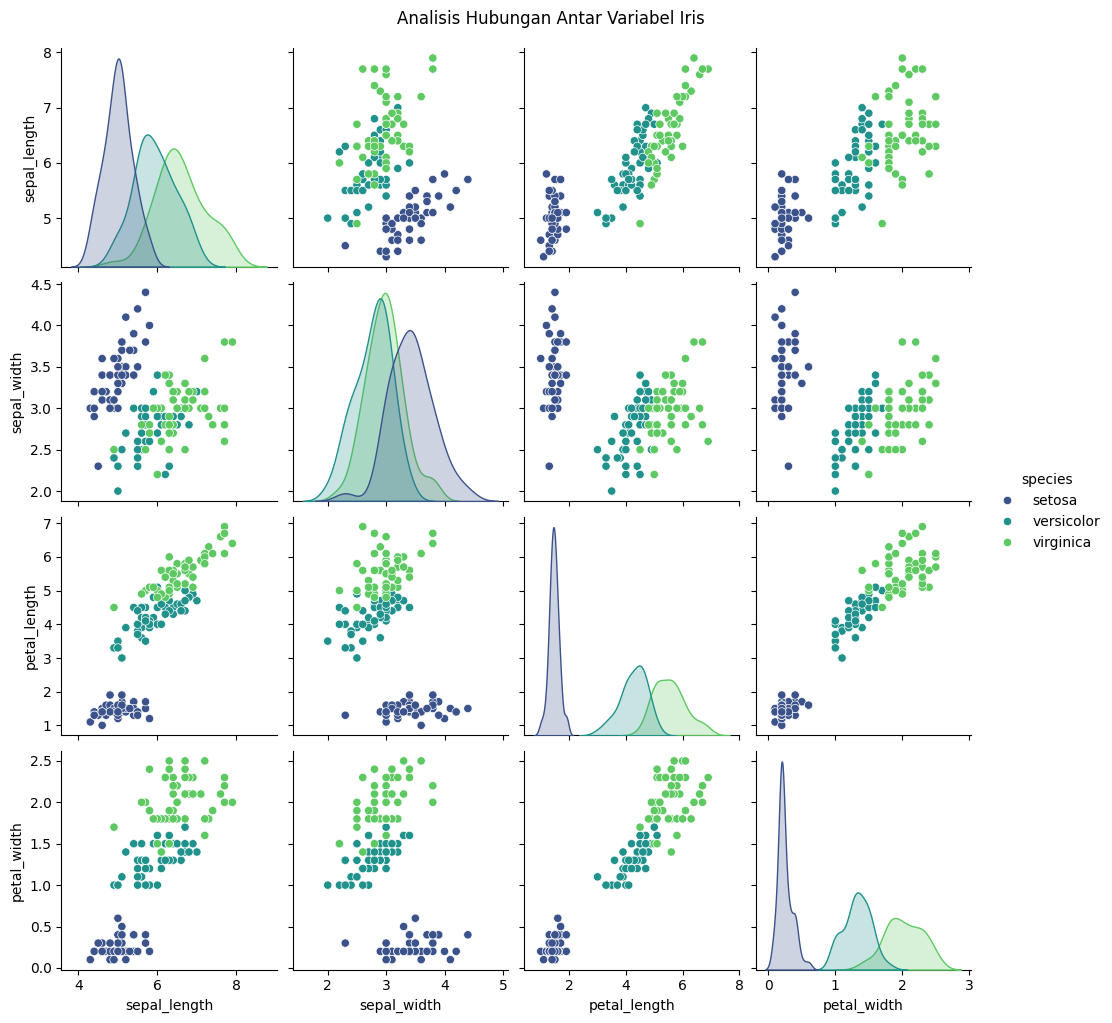 Analisis Hubungan Antar Variabel Iris
8
7
6
5
sepal_length
4.5
4.0
3.5
3.0
2.5
2.0
sepal_width
species
setosa
versicolor
virginica
7
6
5
4
3
2
1
petal_length
2.5
2.0
1.5
1.0
0.5
0.0
petal_width
4 6 8
2 3 4 5
2 4 6 8
0 1 2 3
sepal_length sepal_width petal_length petal_width